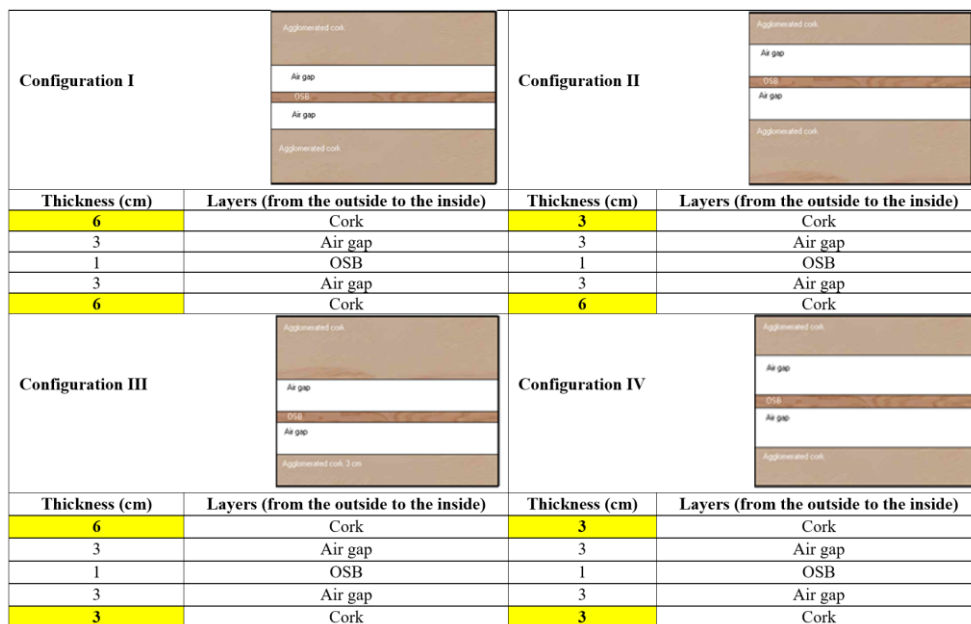 Configuration I
Agglomerated cork
Air gap
OSB
Air gap
Agglomerated cork
Configuration II
Agglomerated cork
Air gap
OSB
Air gap
Agglomerated cork
Thickness (cm) Layers (from the outside to the inside) Thickness (cm) Layers (from the outside to the inside)
6 Cork 3 Cork
3 Air gap 3 Air gap
1 OSB 1 OSB
3 Air gap 3 Air gap
6 Cork 6 Cork
Configuration III
Agglomerated cork
Air gap
OSB
Air gap
Agglomerated cork 3 cm
Configuration IV
Agglomerated cork
Air gap
OSB
Air gap
Agglomerated cork
Thickness (cm) Layers (from the outside to the inside) Thickness (cm) Layers (from the outside to the inside)
6 Cork 3 Cork
3 Air gap 3 Air gap
1 OSB 1 OSB
3 Air gap 3 Air gap
3 Cork 3 Cork